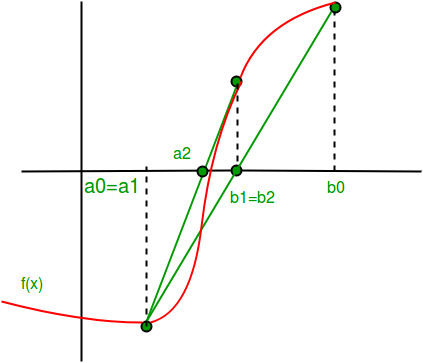 a2
a0=a1
b1=b2
b0
f(x)